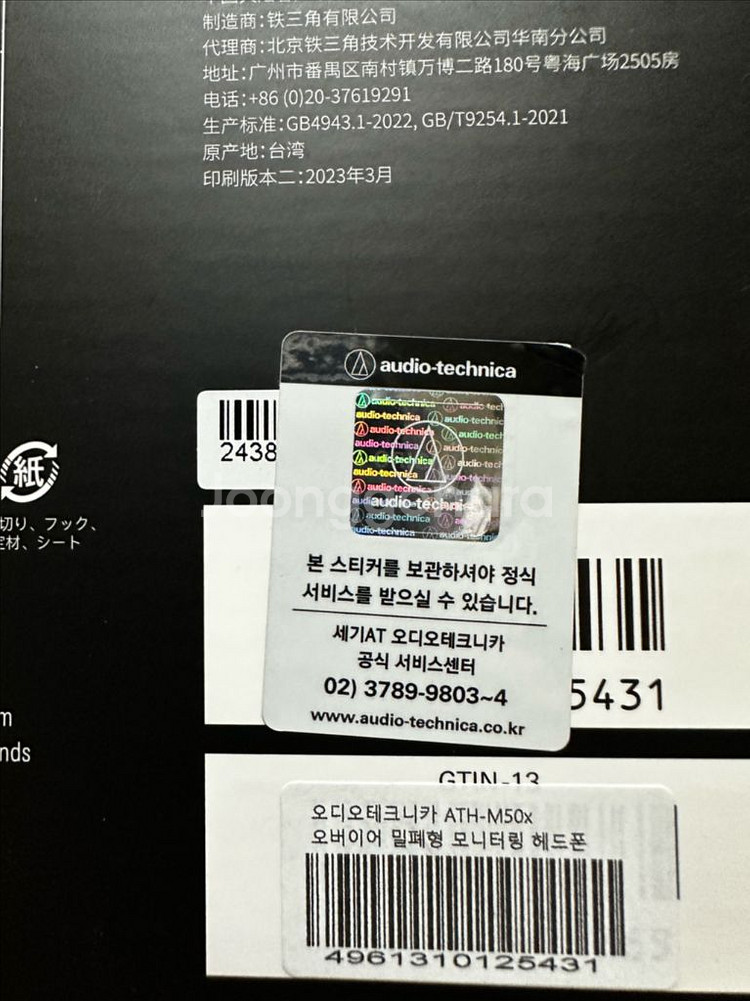 制造商:铁三角有限公司
代理商:北京铁三角技术开发有限公司华南分公司
地址:广州市番禺区南村镇万博二路180号粤海广场2505房
电话:+86 (0)20-37619291
生产标准:GB4943.1-2022, GB/T9254.1-2021
原产地:台湾
印刷版本二:2023年3月
audio-technica
audio-technica
2438
紙
切り、フック、
定材、シート
본 스티커를 보관하셔야 정식
서비스를 받으실 수 있습니다.
세기AT 오디오테크니카
공식 서비스센터
02) 3789-9803~4
www.audio-technica.co.kr
5431
m
nds
GTIN-13
오디오테크니카 ATH-M50x
오버이어 밀폐형 모니터링 헤드폰
4961310125431